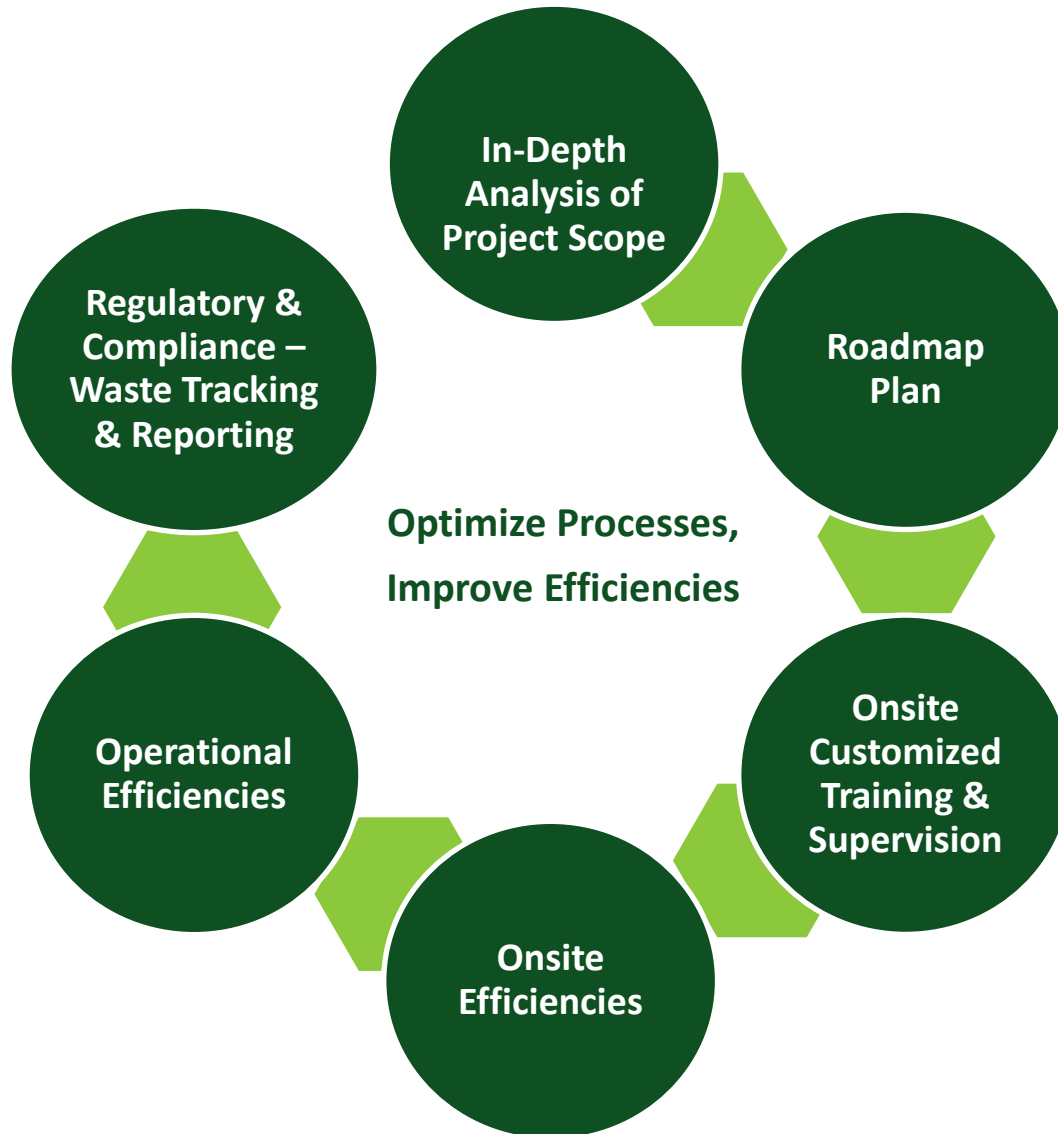 In-Depth
Analysis of
Project Scope
Roadmap
Plan
Onsite
Customized
Training &
Supervision
Onsite
Efficiencies
Operational
Efficiencies
Regulatory &
Compliance –
Waste Tracking
& Reporting
Optimize Processes,
Improve Efficiencies